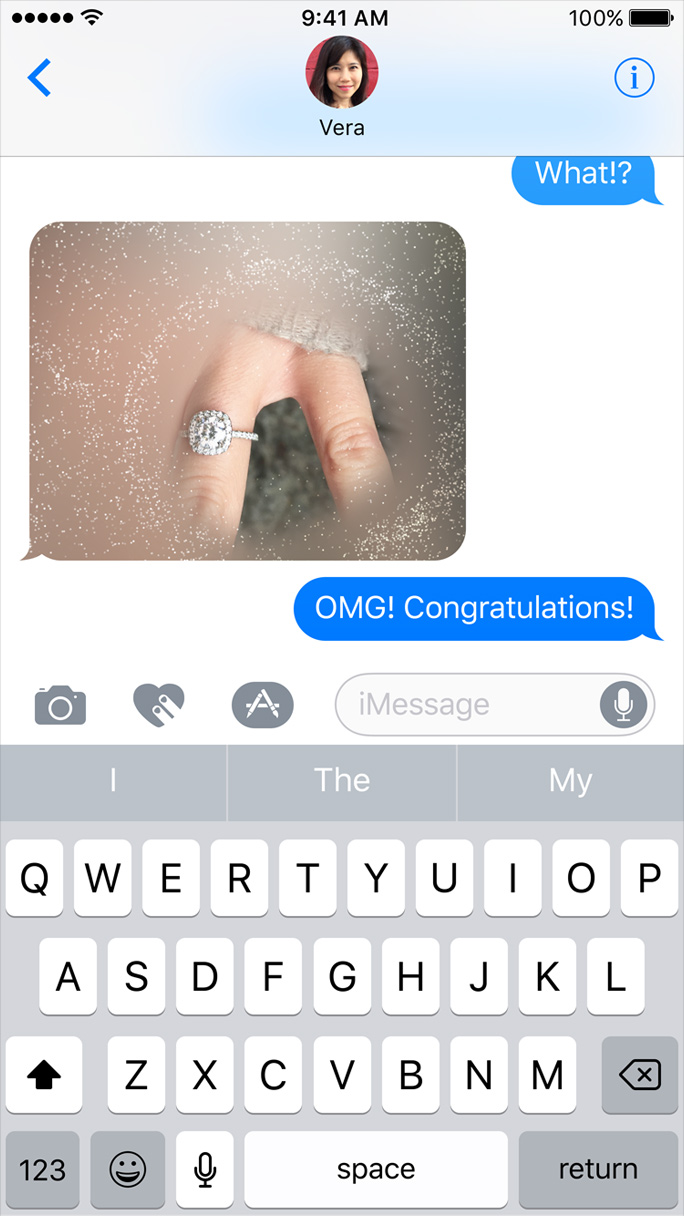 9:41 AM
100%
Vera
What!?
OMG! Congratulations!
iMessage
I The My
Q W E R T Y U I O P
A S D F G H J K L
Z X C V B N M
123 space return